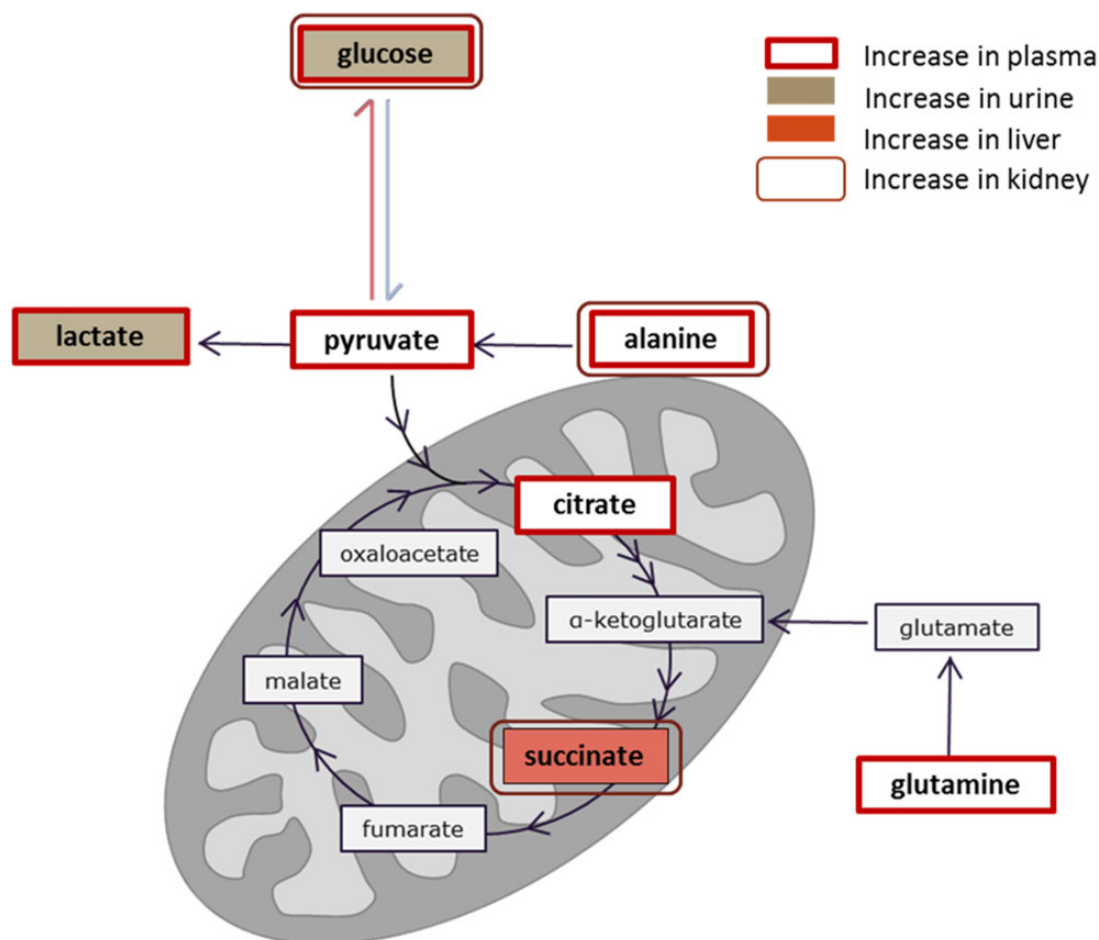 glucose
Increase in plasma
Increase in urine
Increase in liver
Increase in kidney
lactate
pyruvate
alanine
citrate
oxaloacetate
α-ketoglutarate
glutamate
malate
succinate
glutamine
fumarate